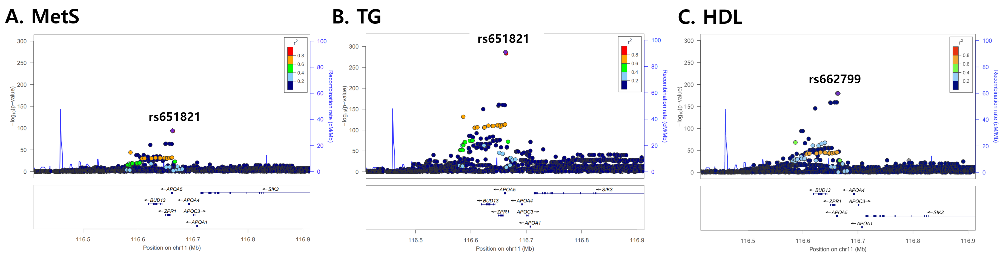 A. MetS
rs651821
300
250
200
150
100
50
0
−log10(p−value)
100
80
60
40
20
0
Recombination rate (cM/Mb)
r2
0.8
0.6
0.4
0.2
←APOA5
←SIK3
←BUD13
←APOA4
←ZPR1
APOC3→
←APOA1
116.5
116.6
116.7
116.8
116.9
Position on chr11 (Mb)
B. TG
rs651821
300
250
200
150
100
50
0
−log10(p−value)
100
80
60
40
20
0
Recombination rate (cM/Mb)
r2
0.8
0.6
0.4
0.2
←APOA5
←SIK3
←BUD13
←APOA4
←ZPR1
APOC3→
←APOA1
116.5
116.6
116.7
116.8
116.9
Position on chr11 (Mb)
C. HDL
rs662799
300
250
200
150
100
50
0
−log10(p−value)
100
80
60
40
20
0
Recombination rate (cM/Mb)
r2
0.8
0.6
0.4
0.2
←BUD13
←APOA4
←ZPR1
APOC3→
←APOA5
←SIK3
←APOA1
116.5
116.6
116.7
116.8
116.9
Position on chr11 (Mb)